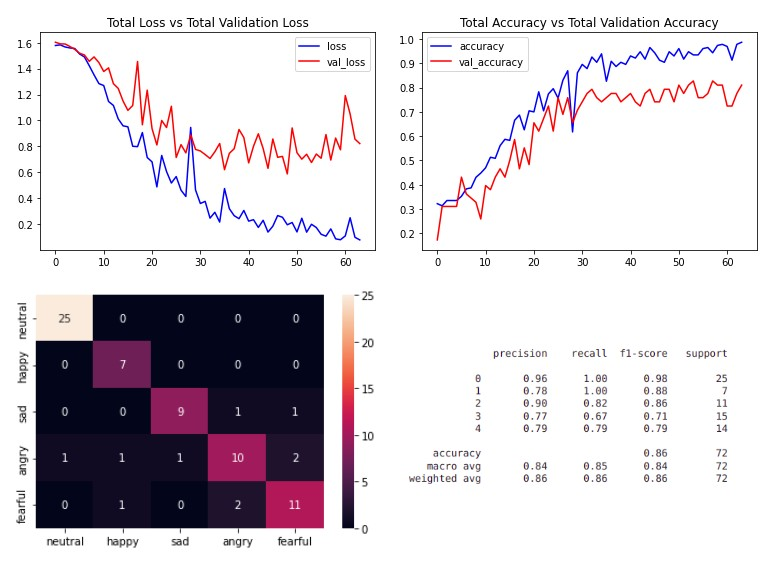 Total Loss vs Total Validation Loss
loss
val_loss
1.6
1.4
1.2
1.0
0.8
0.6
0.4
0.2
0 10 20 30 40 50 60
Total Accuracy vs Total Validation Accuracy
accuracy
val_accuracy
1.0
0.9
0.8
0.7
0.6
0.5
0.4
0.3
0.2
0 10 20 30 40 50 60
neutral 25 0 0 0 0
happy 0 7 0 0 0
sad 0 0 9 1 1
angry 1 1 1 10 2
fearful 0 1 0 2 11
neutral happy sad angry fearful
25
20
15
10
5
0
precision recall f1-score support
0 0.96 1.00 0.98 25
1 0.78 1.00 0.88 7
2 0.90 0.82 0.86 11
3 0.77 0.67 0.71 15
4 0.79 0.79 0.79 14
accuracy 0.86 72
macro avg 0.84 0.85 0.84 72
weighted avg 0.86 0.86 0.86 72